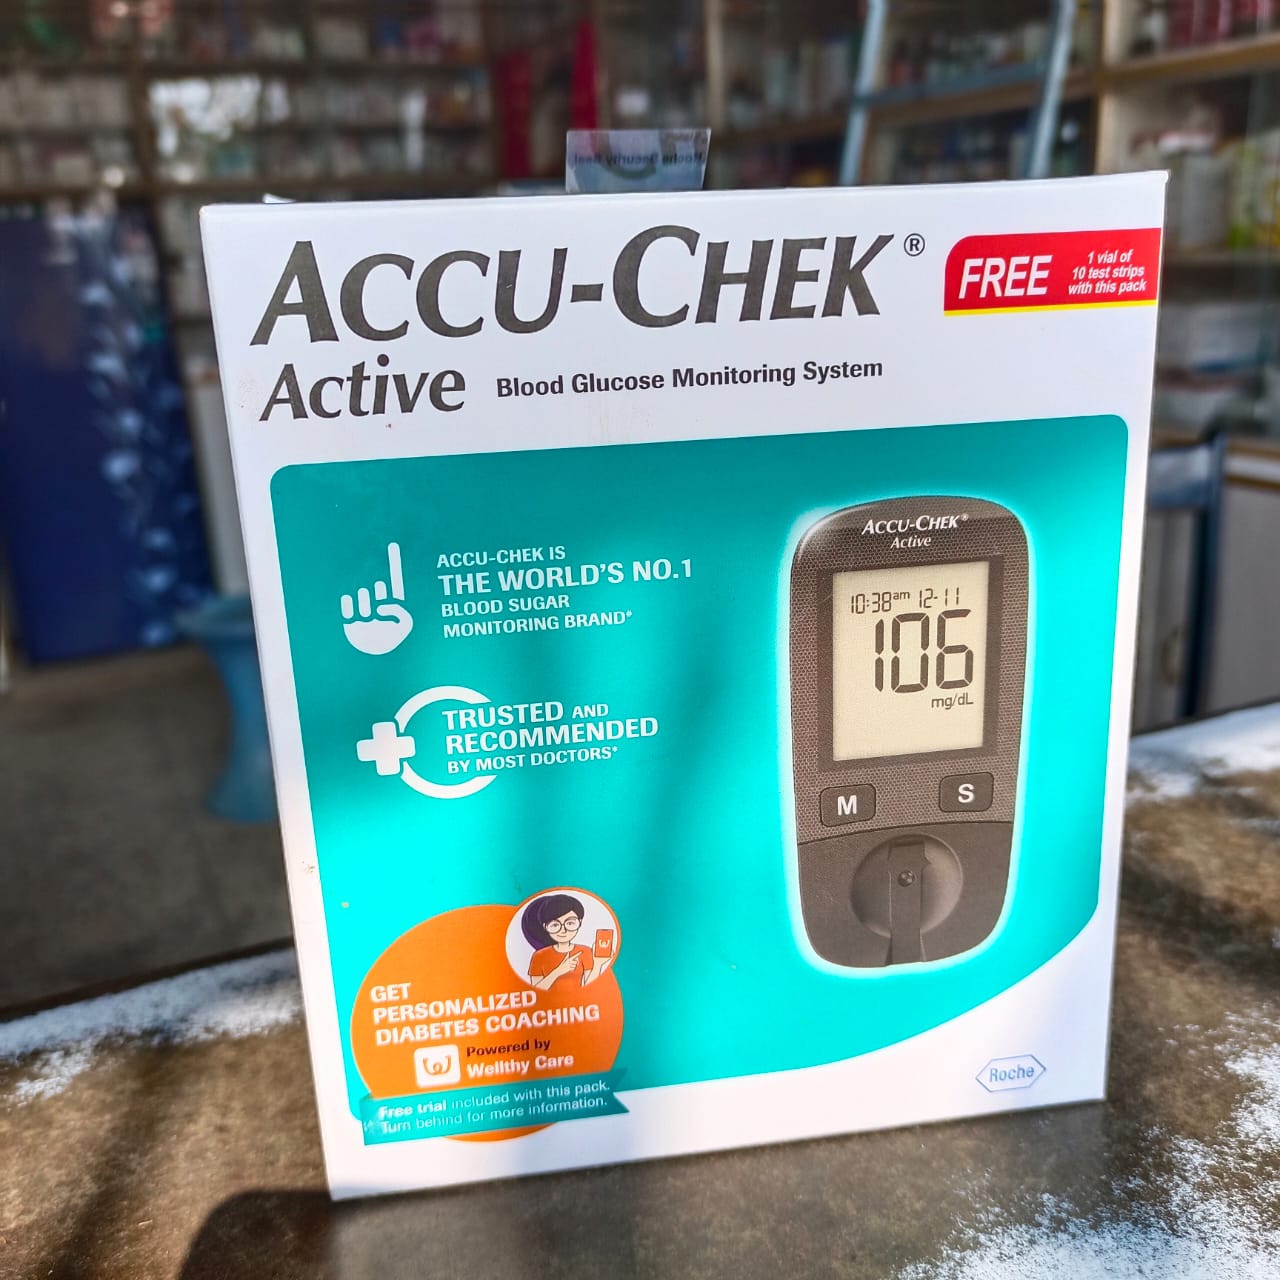 Roche Security Seal
ACCU-CHEK®
Active Blood Glucose Monitoring System
FREE
1 vial of
10 test strips
with this pack
ACCU-CHEK IS
THE WORLD'S NO.1
BLOOD SUGAR
MONITORING BRAND*
TRUSTED AND
RECOMMENDED
BY MOST DOCTORS*
ACCU-CHEK®
Active
10:38am 12-11
106
mg/dL
M S
GET
PERSONALIZED
DIABETES COACHING
Powered by
Wellthy Care
Free trial included with this pack.
Turn behind for more information.
Roche